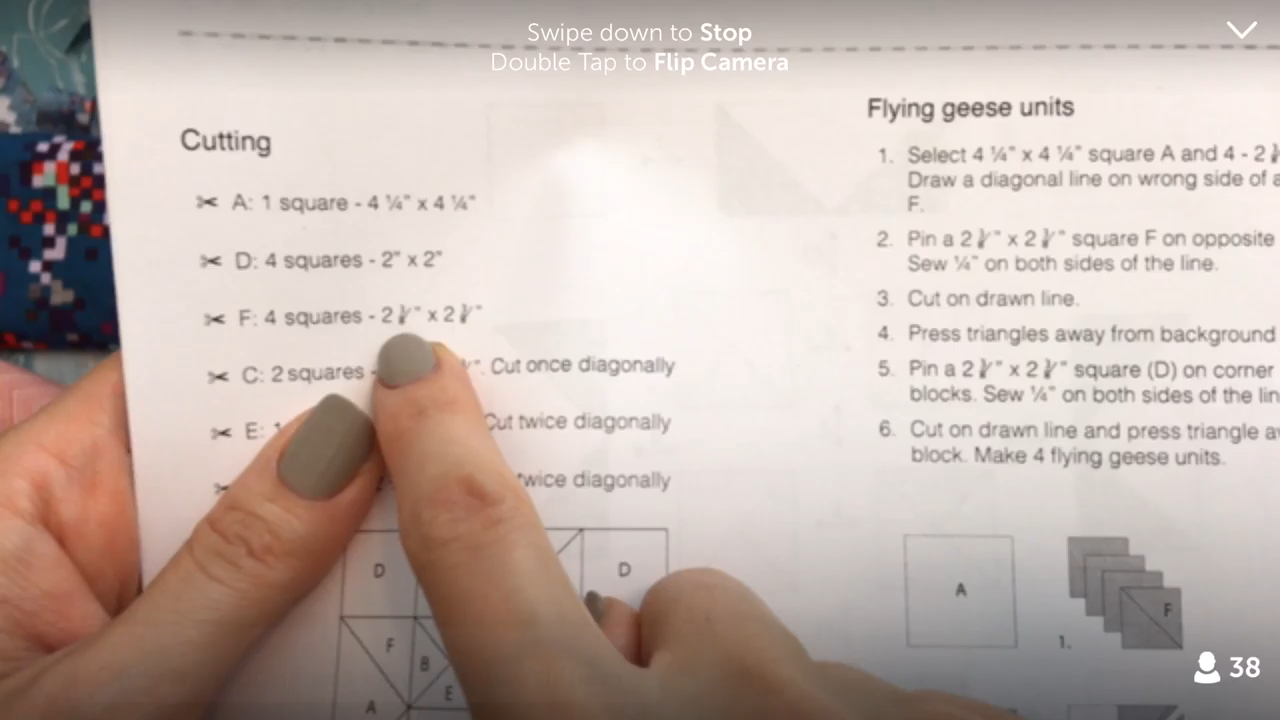 Swipe down to Stop
Double Tap to Flip Camera
Cutting
A: 1 square - 4 ¼" x 4 ¼"
D: 4 squares - 2" x 2"
F: 4 squares - 2 " x 2 "
C: 2 squares - ". Cut once diagonally
E: 1 Cut twice diagonally
twice diagonally
D
D
F
B
E
A
Flying geese units
1. Select 4 ¼" x 4 ¼" square A and 4 - 2
Draw a diagonal line on wrong side of a
F.
2. Pin a 2 " x 2 " square F on opposite
Sew ¼" on both sides of the line.
3. Cut on drawn line.
4. Press triangles away from background
5. Pin a 2 " x 2 " square (D) on corner
blocks. Sew ¼" on both sides of the lin
6. Cut on drawn line and press triangle aw
block. Make 4 flying geese units.
A
F
1.
38